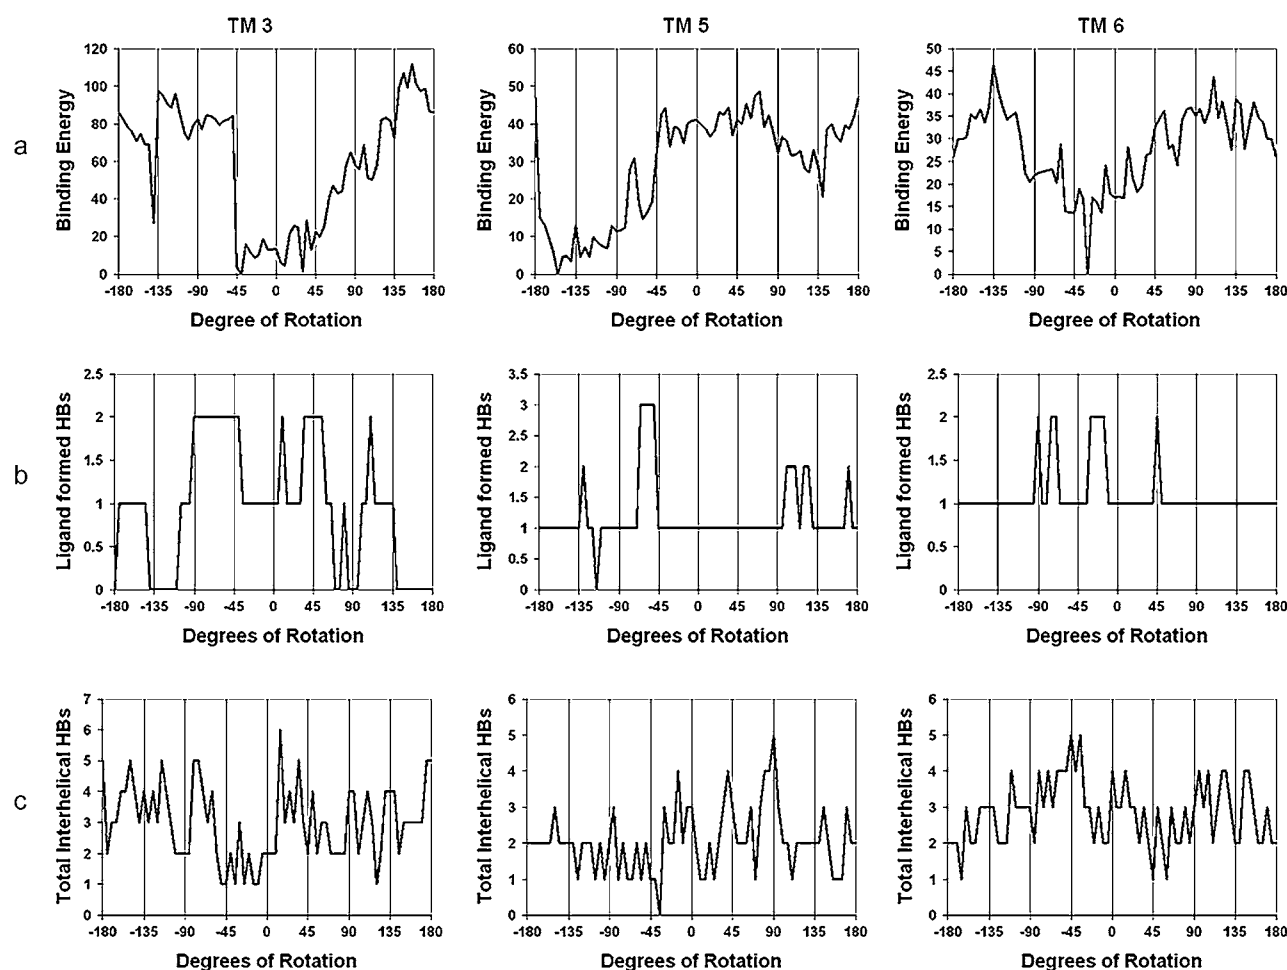 TM 3
TM 5
TM 6
a
Binding Energy
120
100
80
60
40
20
0
-180 -135 -90 -45 0 45 90 135 180
Degree of Rotation
Binding Energy
60
50
40
30
20
10
0
-180 -135 -90 -45 0 45 90 135 180
Degree of Rotation
Binding Energy
50
45
40
35
30
25
20
15
10
5
0
-180 -135 -90 -45 0 45 90 135 180
Degree of Rotation
b
Ligand formed HBs
2.5
2
1.5
1
0.5
0
-180 -135 -90 -45 0 45 90 135 180
Degrees of Rotation
Ligand formed HBs
3.5
3
2.5
2
1.5
1
0.5
0
-180 -135 -90 -45 0 45 90 135 180
Degrees of Rotation
Ligand formed HBs
2.5
2
1.5
1
0.5
0
-180 -135 -90 -45 0 45 90 135 180
Degrees of Rotation
c
Total Interhelical HBs
7
6
5
4
3
2
1
0
-180 -135 -90 -45 0 45 90 135 180
Degrees of Rotation
Total Interhelical HBs
6
5
4
3
2
1
0
-180 -135 -90 -45 0 45 90 135 180
Degrees of Rotation
Total Interhelical HBs
6
5
4
3
2
1
0
-180 -135 -90 -45 0 45 90 135 180
Degrees of Rotation